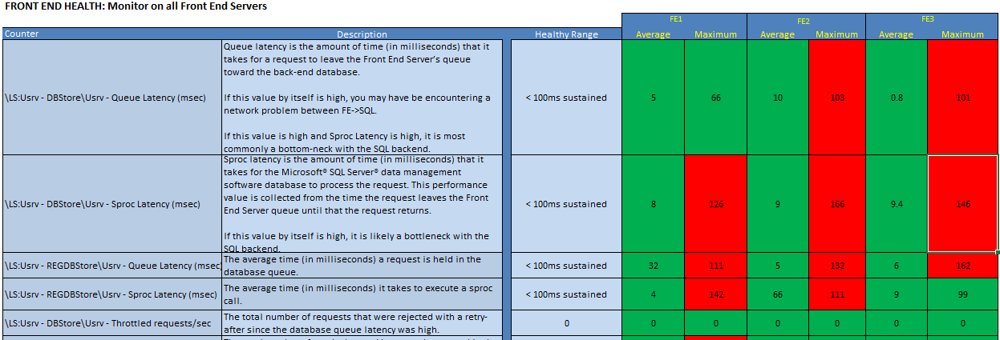 FRONT END HEALTH: Monitor on all Front End Servers
FE1 FE2 FE3
Counter Description Healthy Range Average Maximum Average Maximum Average Maximum
Queue latency is the amount of time (in milliseconds) that it
takes for a request to leave the Front End Server's queue
toward the back-end database.
If this value by itself is high, you may have be encountering a
network problem between FE->SQL.
If this value is high and Sproc Latency is high, it is most
commonly a bottom-neck with the SQL backend.
\LS:Usrv - DBStore\Usrv - Queue Latency (msec)
< 100ms sustained
5 66 10 103 0.8 101
Sproc latency is the amount of time (in milliseconds) that it
takes for the Microsoft® SQL Server® data management
software database to process the request. This performance
value is collected from the time the request leaves the Front
End Server queue until that the request returns.
If this value by itself is high, it is likely a bottleneck with the
SQL backend.
\LS:Usrv - DBStore\Usrv - Sproc Latency (msec)
< 100ms sustained
8 126 9 166 9.4 146
\LS:Usrv - REGDBStore\Usrv - Queue Latency (msec
The average time (in milliseconds) a request is held in the
database queue.
< 100ms sustained
32 111 5 132 6 162
\LS:Usrv - REGDBStore\Usrv - Sproc Latency (msec)
The average time (in milliseconds) it takes to execute a sproc
call.
< 100ms sustained
4 142 66 111 9 99
\LS:Usrv - DBStore\Usrv - Throttled requests/sec
The total number of requests that were rejected with a retry-
after since the database queue latency was high.
0
0 0 0 0 0 0